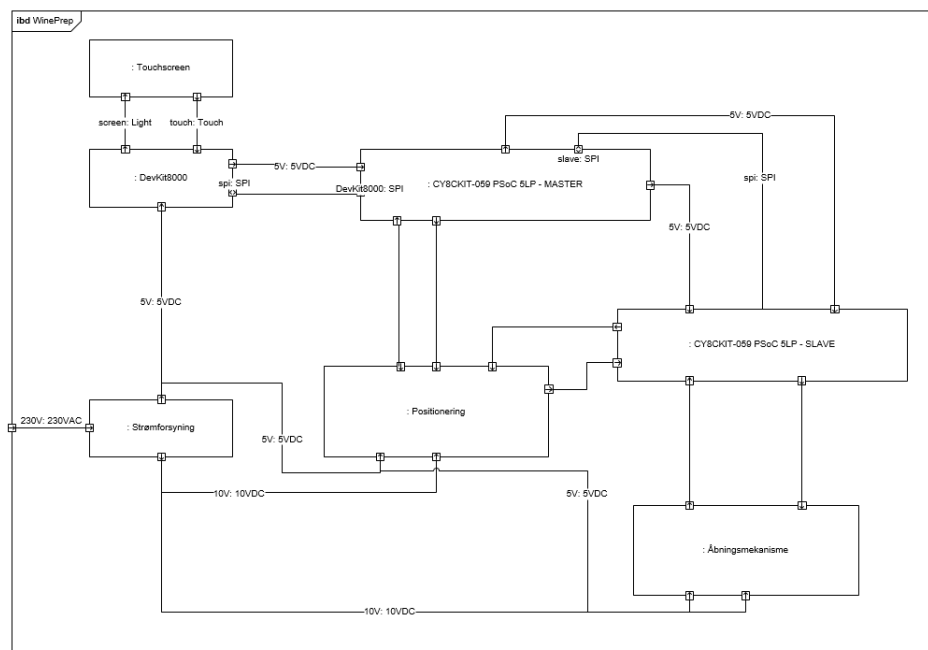 ibd WinePrep
: Touchscreen
screen: Light
touch: Touch
5V: 5VDC
: DevKit8000
5V: 5VDC
spi: SPI
DevKit8000: SPI
slave: SPI
: CY8CKIT-059 PSoC 5LP - MASTER
spi: SPI
5V: 5VDC
5V: 5VDC
: CY8CKIT-059 PSoC 5LP - SLAVE
: Positionering
230V: 230VAC
: Strømforsyning
5V: 5VDC
10V: 10VDC
5V: 5VDC
: Åbningsmekanisme
10V: 10VDC